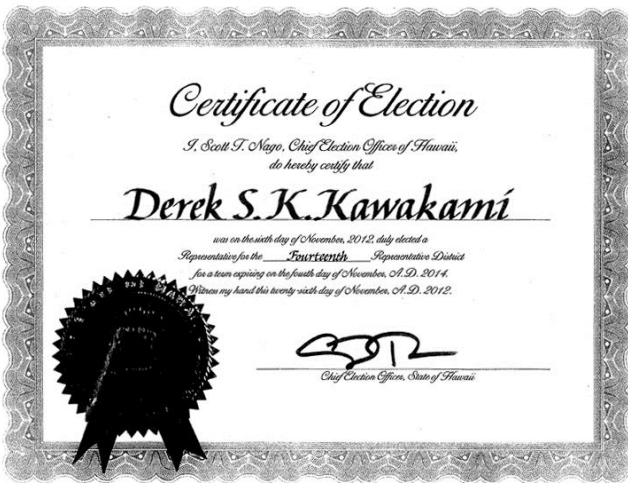 Certificate of Election
I, Scott T. Nago, Chief Election Officer of Hawaii,
do hereby certify that
Derek S. K. Kawakami
was on the sixth day of November, 2012, duly elected a
Representative for the Fourteenth Representative District
for a term expiring on the fourth day of November, A.D. 2014.
Witness my hand this twenty-sixth day of November, A.D. 2012.
Chief Election Officer, State of Hawaii